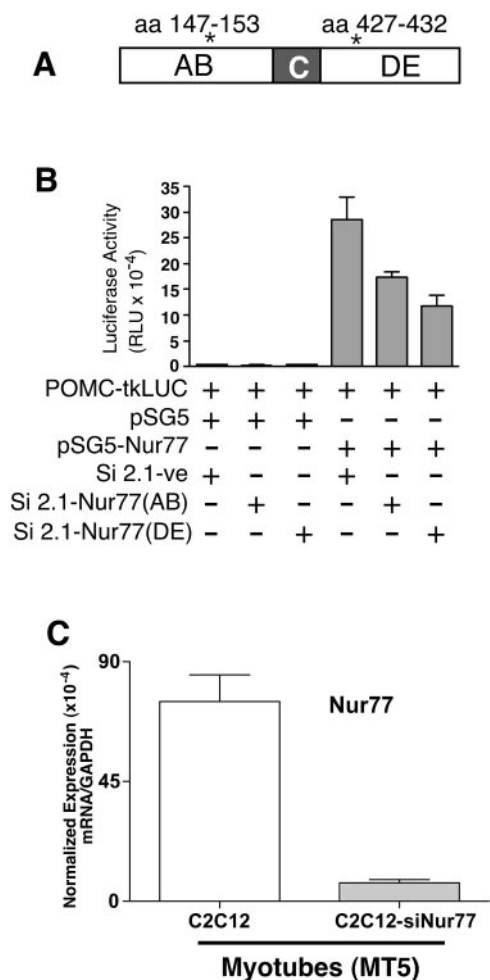 aa 147-153 aa 427-432
* *
A AB C DE
B
Luciferase Activity
(RLU x 10⁻⁴)
35
30
25
20
15
10
5
0
POMC-tkLUC + + + + + +
pSG5 + + + − − −
pSG5-Nur77 − − − + + +
Si 2.1-ve + − − + − −
Si 2.1-Nur77(AB) − + − − + −
Si 2.1-Nur77(DE) − − + − − +
C
Normalized Expression (x10⁻⁴)
mRNA/GAPDH
90
45
0
Nur77
C2C12 C2C12-siNur77
Myotubes (MT5)